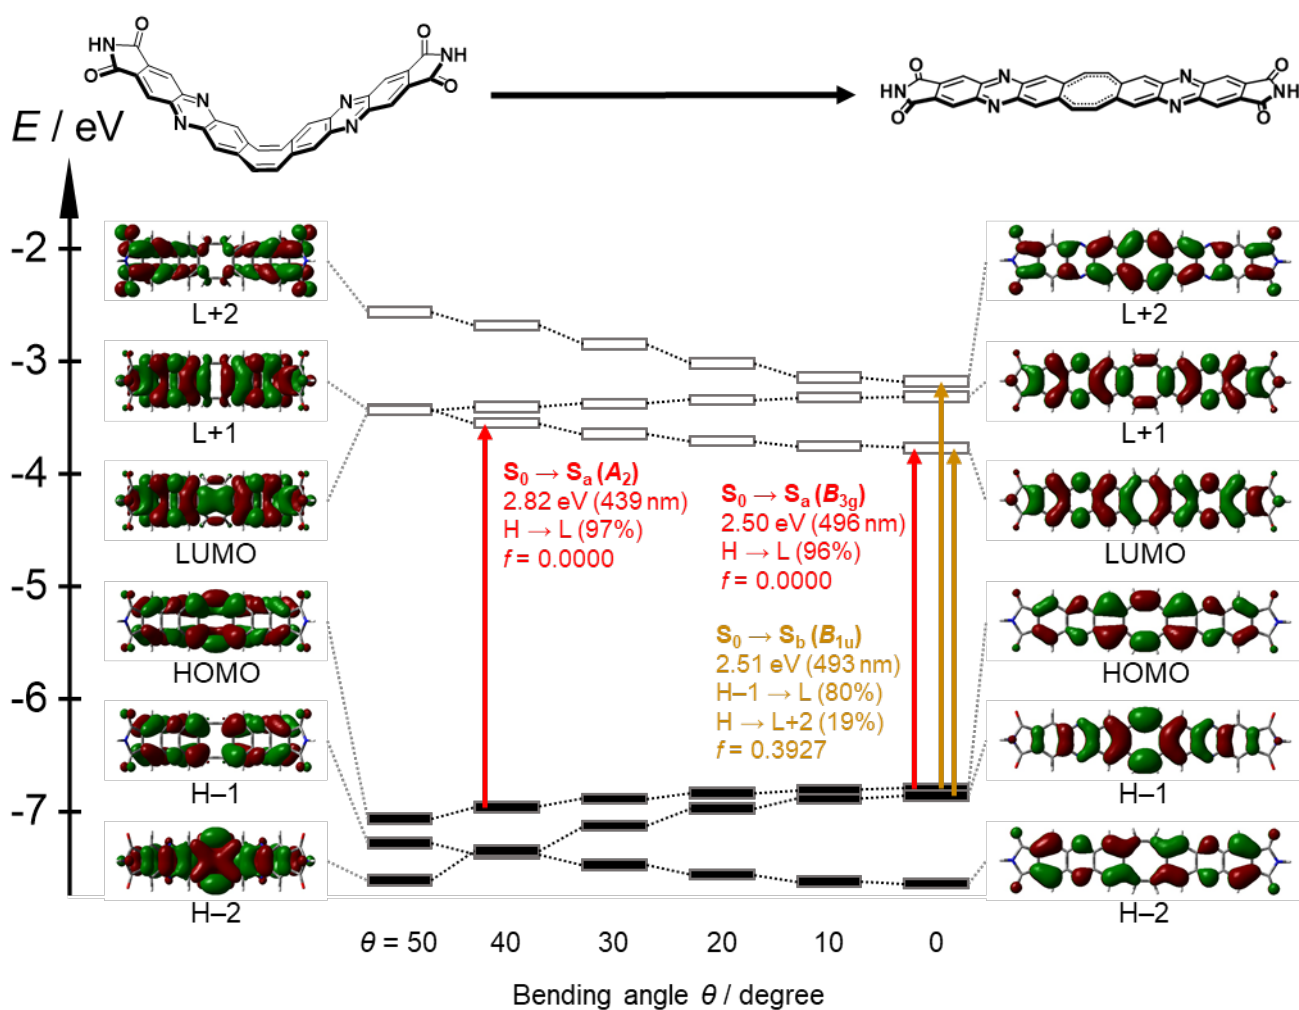 O
HN
O
N
N
N
N
O
NH
O
O
HN
O
N
N
N
N
O
NH
O
E / eV
-2
-3
-4
-5
-6
-7
L+2
L+1
LUMO
HOMO
H–1
H–2
S0 → Sa (A2)
2.82 eV (439 nm)
H → L (97%)
f = 0.0000
S0 → Sa (B3g)
2.50 eV (496 nm)
H → L (96%)
f = 0.0000
S0 → Sb (B1u)
2.51 eV (493 nm)
H–1 → L (80%)
H → L+2 (19%)
f = 0.3927
L+2
L+1
LUMO
HOMO
H–1
H–2
θ = 50 40 30 20 10 0
Bending angle θ / degree